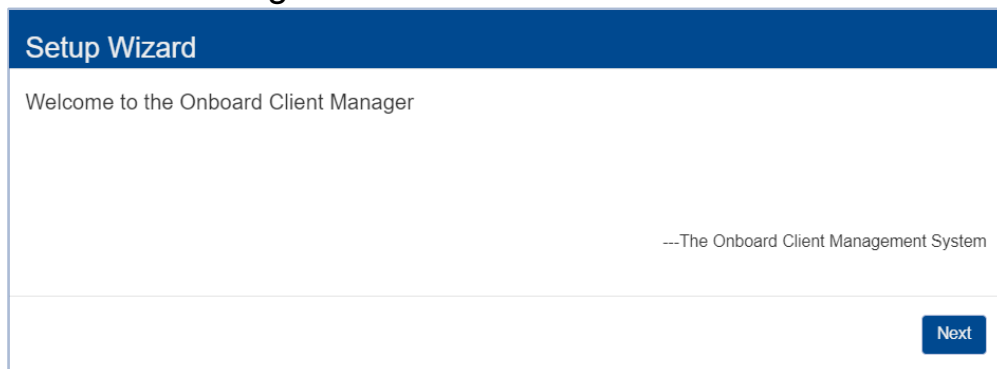 Setup Wizard
Welcome to the Onboard Client Manager
---The Onboard Client Management System
Next